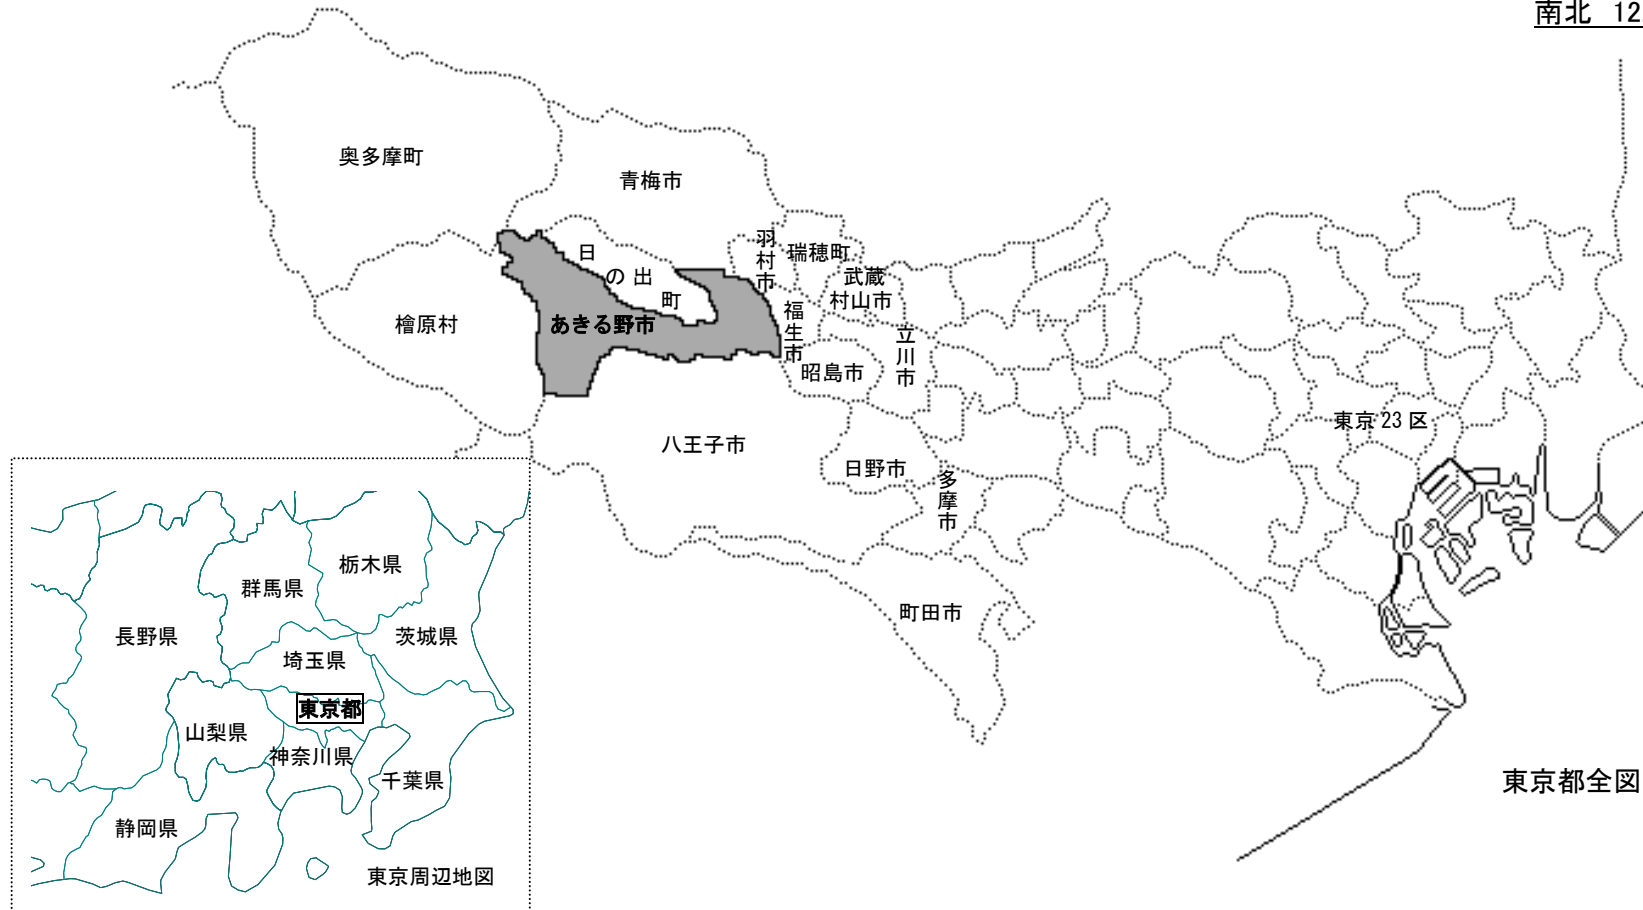 南北 12
奥多摩町
青梅市
日の出町
羽村市
瑞穂町
武蔵
村山市
檜原村
あきる野市
福生市
立川市
昭島市
東京23区
八王子市
日野市
多摩市
町田市
栃木県
群馬県
長野県
茨城県
埼玉県
東京都
山梨県
神奈川県
千葉県
静岡県
東京周辺地図
東京都全図